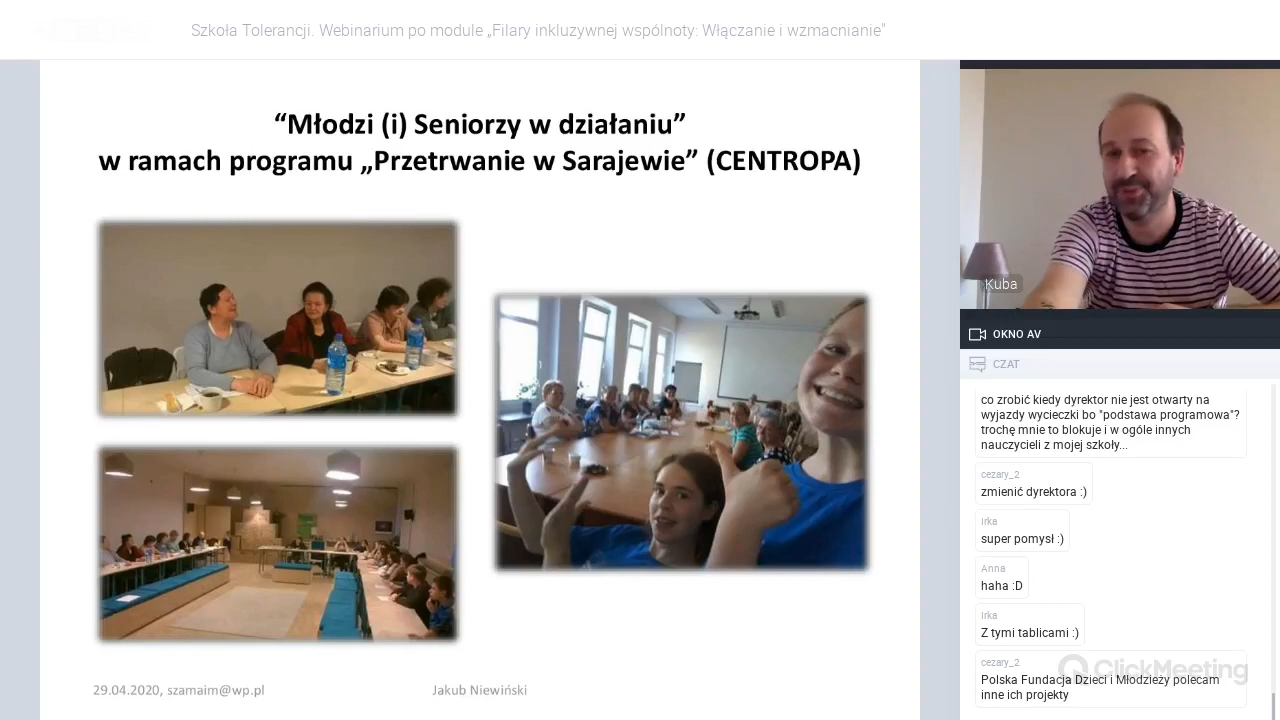 Szkoła Tolerancji. Webinarium po module „Filary inkluzywnej wspólnoty: Włączanie i wzmacnianie"
“Młodzi (i) Seniorzy w działaniu”
w ramach programu „Przetrwanie w Sarajewie” (CENTROPA)
29.04.2020, szamaim@wp.pl
Jakub Niewiński
Kuba
OKNO AV
CZAT
co zrobić kiedy dyrektor nie jest otwarty na
wyjazdy wycieczki bo "podstawa programowa"?
trochę mnie to blokuje i w ogóle innych
nauczycieli z mojej szkoły...
cezary_2
zmienić dyrektora :)
Irka
super pomysł :)
Anna
haha :D
Irka
Z tymi tablicami :)
cezary_2
Polska Fundacja Dzieci i Młodzieży polecam
inne ich projekty
ClickMeeting